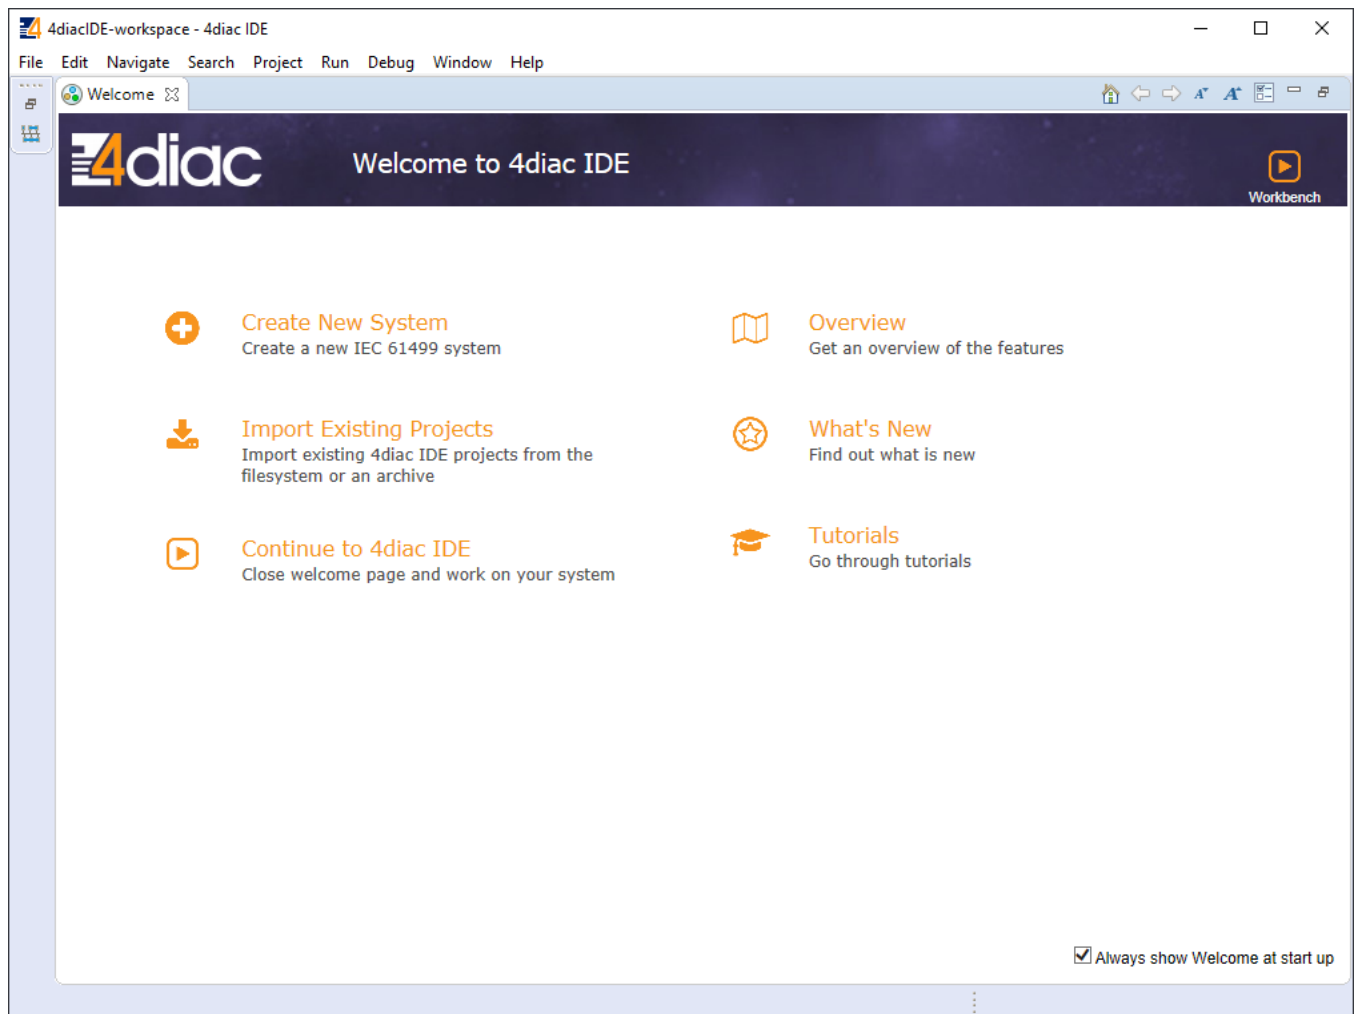 4diacIDE-workspace - 4diac IDE
File Edit Navigate Search Project Run Debug Window Help
Welcome
4diac Welcome to 4diac IDE
Workbench
Create New System
Create a new IEC 61499 system
Import Existing Projects
Import existing 4diac IDE projects from the
filesystem or an archive
Continue to 4diac IDE
Close welcome page and work on your system
Overview
Get an overview of the features
What's New
Find out what is new
Tutorials
Go through tutorials
Always show Welcome at start up